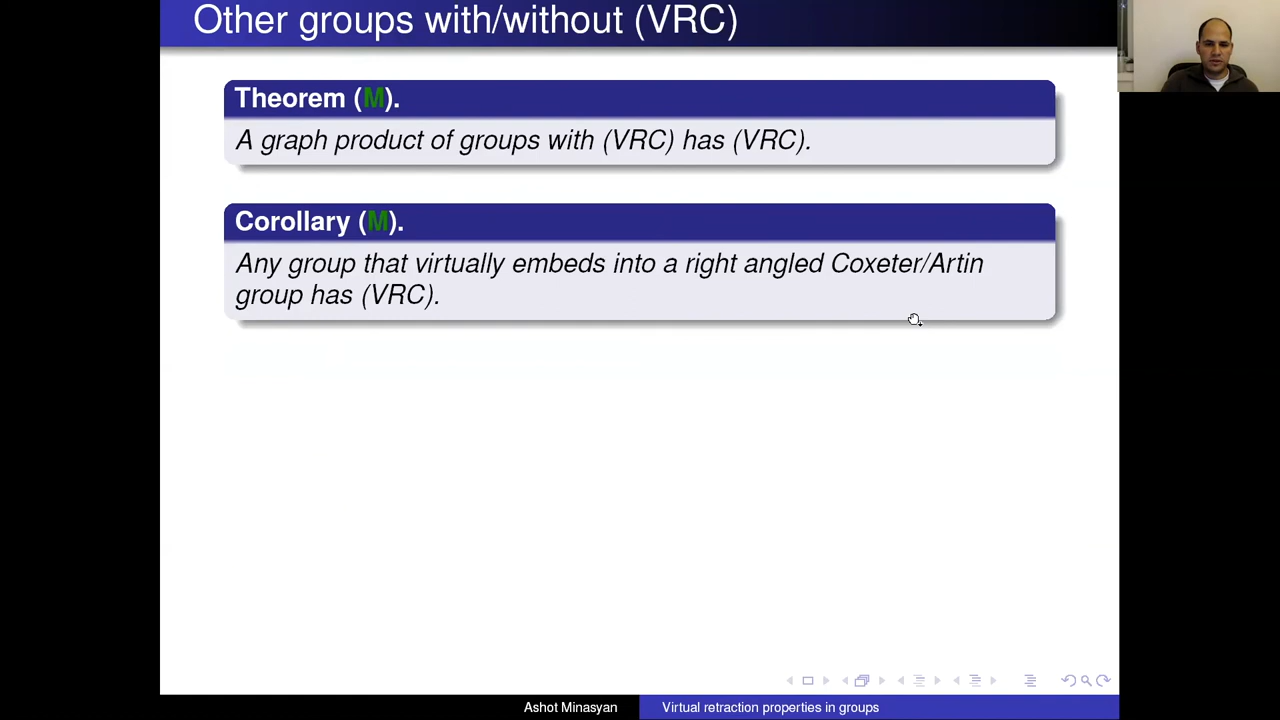 Other groups with/without (VRC)
Theorem (M).
A graph product of groups with (VRC) has (VRC).
Corollary (M).
Any group that virtually embeds into a right angled Coxeter/Artin
group has (VRC).
Ashot Minasyan
Virtual retraction properties in groups